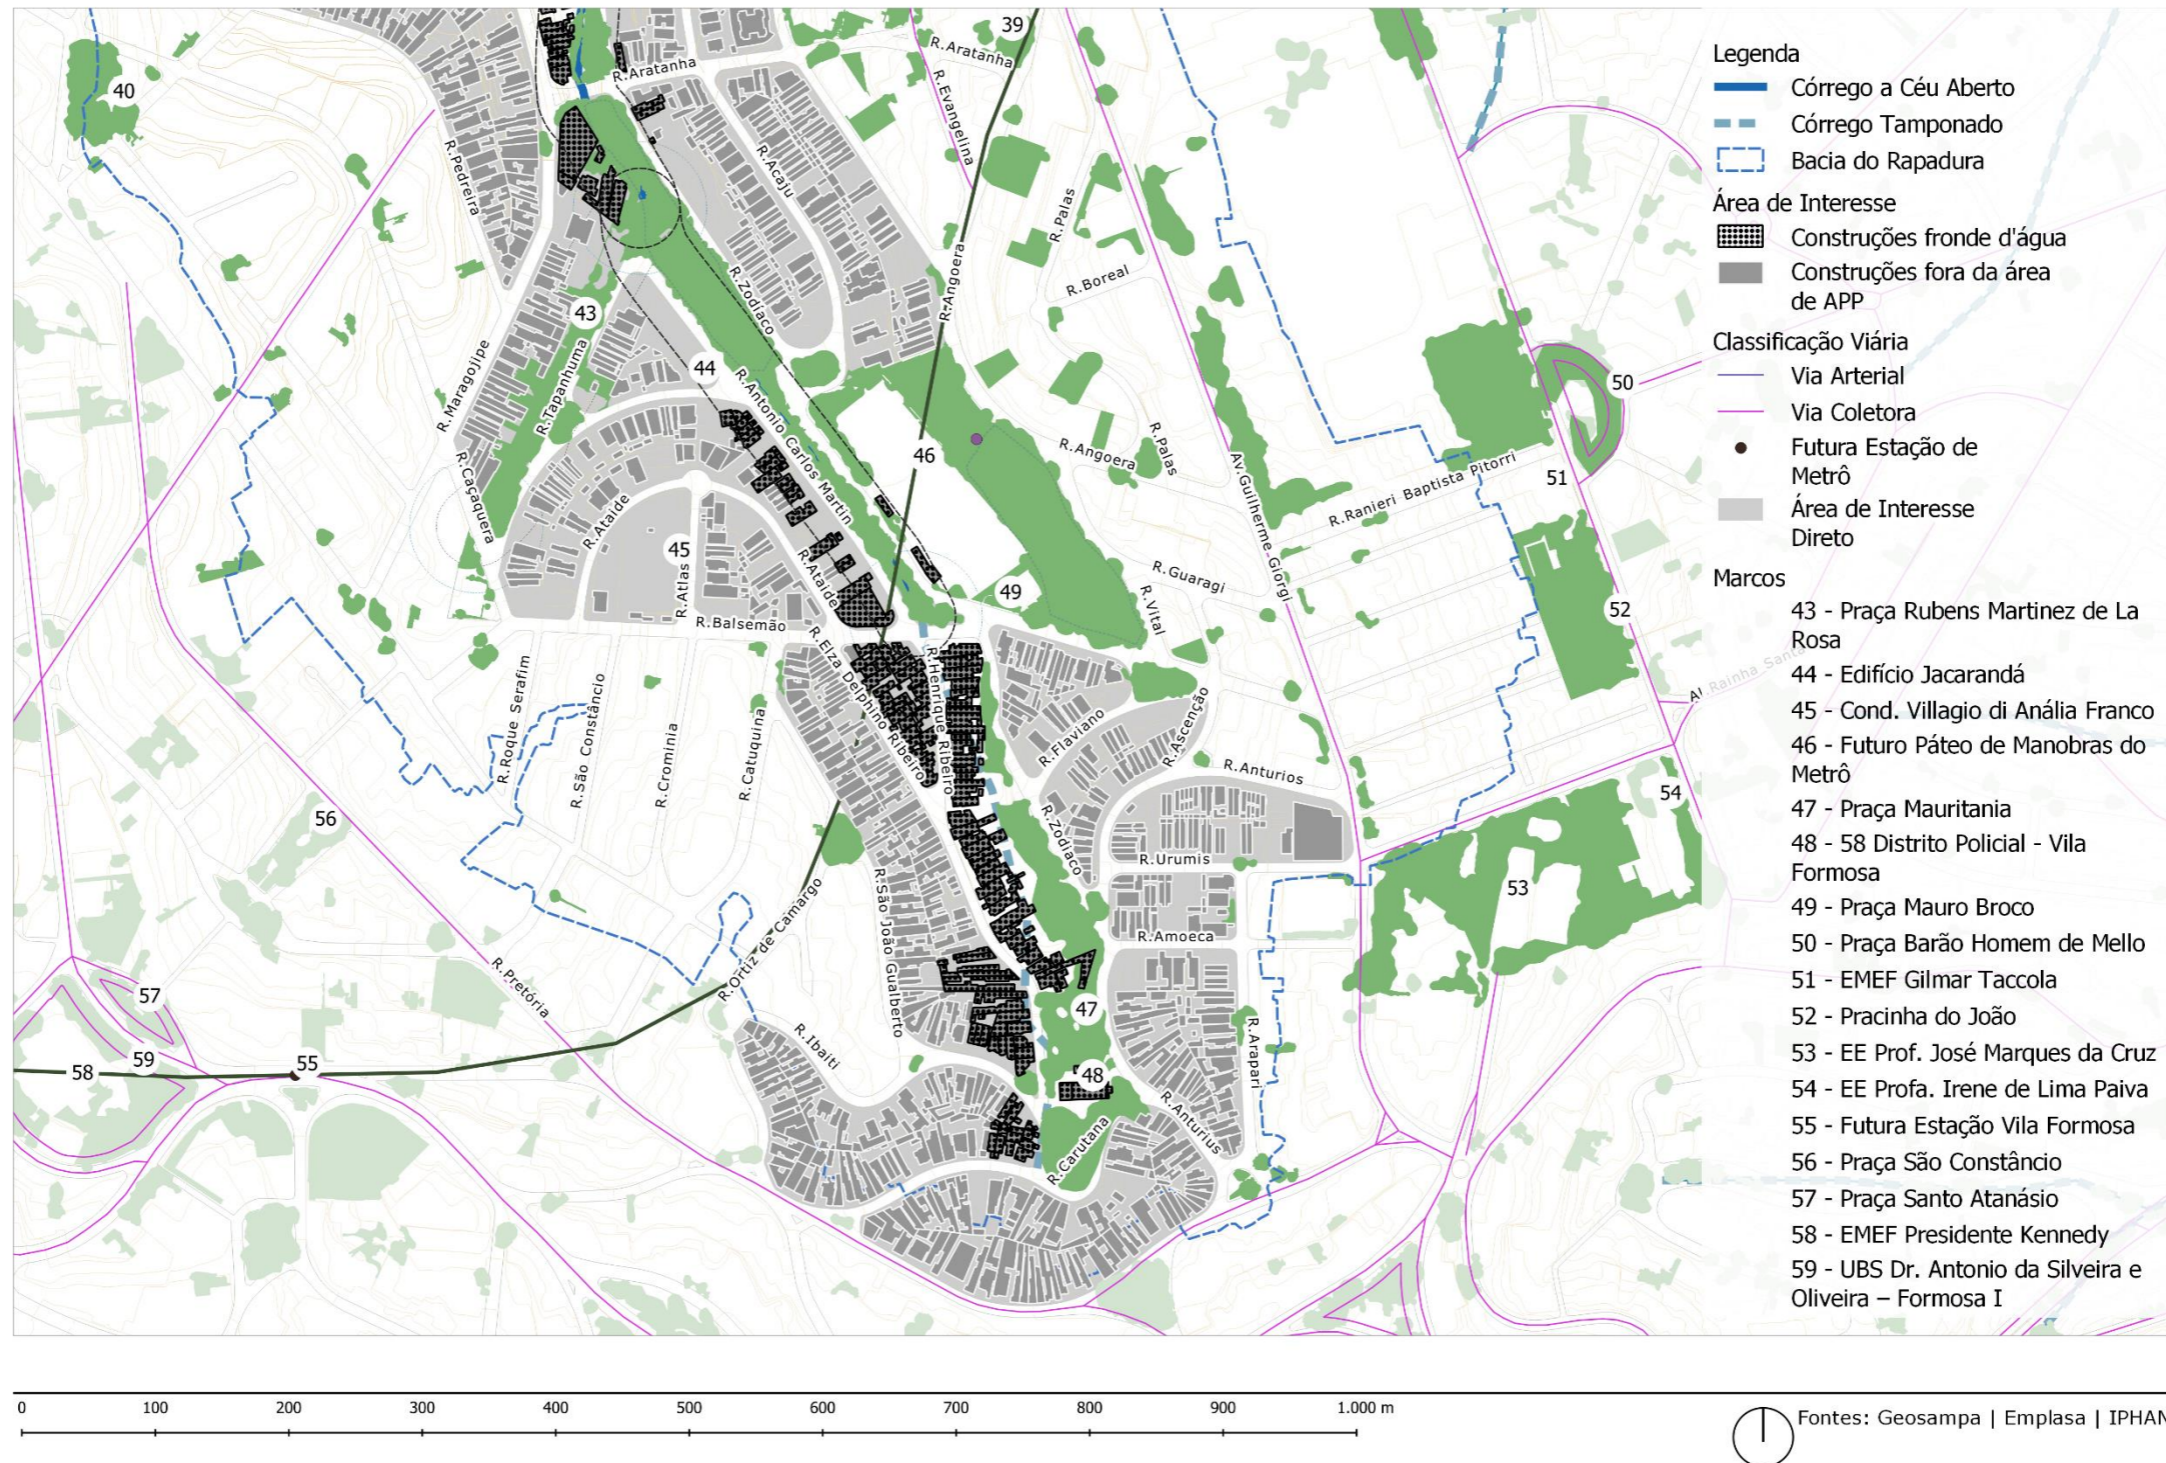 39
40
R.Aratanha
R.Aratanha
R.Evangelina
R.Pedreira
R.Acaju
R.Palas
R.Boreal
R.Angoera
R.Zodíaco
43
R.Tapanhuma
R.Maragojipe
44
R.Antonio Carlos Martin
50
46
R.Angoera
R.Palas
Av.Guilherme Giorgi
R.Ranieri Baptista Pitorri
51
R.Caçaquera
R.Ataide
45
R.Atlas
R.Ataide
49
R.Guaragi
R.Vital
52
R.Balsemão
R.Elza Delphino Ribeiro
R.Henrique Ribeiro
R.Roque Serafim
R.São Constâncio
R.Crominia
R.Catuquina
R.Flaviano
R.Ascenção
R.Anturios
Al.Rainha Santa
54
56
R.Zodiaco
R.Urumis
53
R.São João Gualberto
R.Ortiz de Camargo
R.Amoeca
R.Pretória
57
47
R.Ibaiti
R.Arapari
59
58
55
48
R.Anturius
R.Carutana
Legenda
Córrego a Céu Aberto
Córrego Tamponado
Bacia do Rapadura
Área de Interesse
Construções fronde d'água
Construções fora da área
de APP
Classificação Viária
Via Arterial
Via Coletora
Futura Estação de
Metrô
Área de Interesse
Direto
Marcos
43 - Praça Rubens Martinez de La
Rosa
44 - Edifício Jacarandá
45 - Cond. Villagio di Anália Franco
46 - Futuro Páteo de Manobras do
Metrô
47 - Praça Mauritania
48 - 58 Distrito Policial - Vila
Formosa
49 - Praça Mauro Broco
50 - Praça Barão Homem de Mello
51 - EMEF Gilmar Taccola
52 - Pracinha do João
53 - EE Prof. José Marques da Cruz
54 - EE Profa. Irene de Lima Paiva
55 - Futura Estação Vila Formosa
56 - Praça São Constâncio
57 - Praça Santo Atanásio
58 - EMEF Presidente Kennedy
59 - UBS Dr. Antonio da Silveira e
Oliveira – Formosa I
0 100 200 300 400 500 600 700 800 900 1.000 m
Fontes: Geosampa | Emplasa | IPHAN